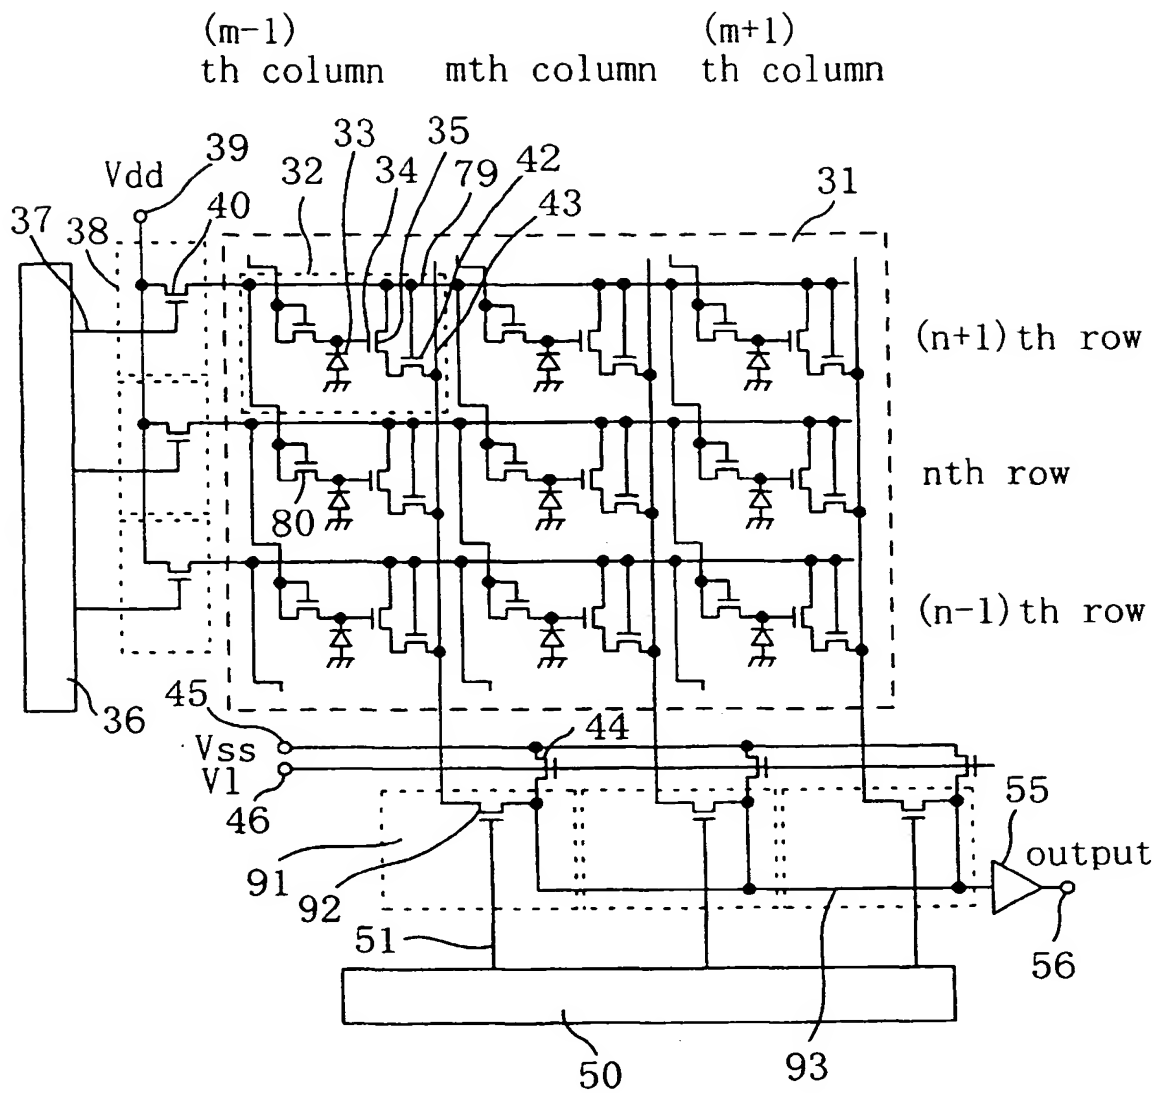 (m-1)
th column
mth column
(m+1)
th column
Vdd
39
33
35
42
32
34
79
43
31
40
37
38
(n+1)th row
80
nth row
(n-1)th row
36
45
Vss
Vl
46
44
55
output
91
92
51
56
50
93